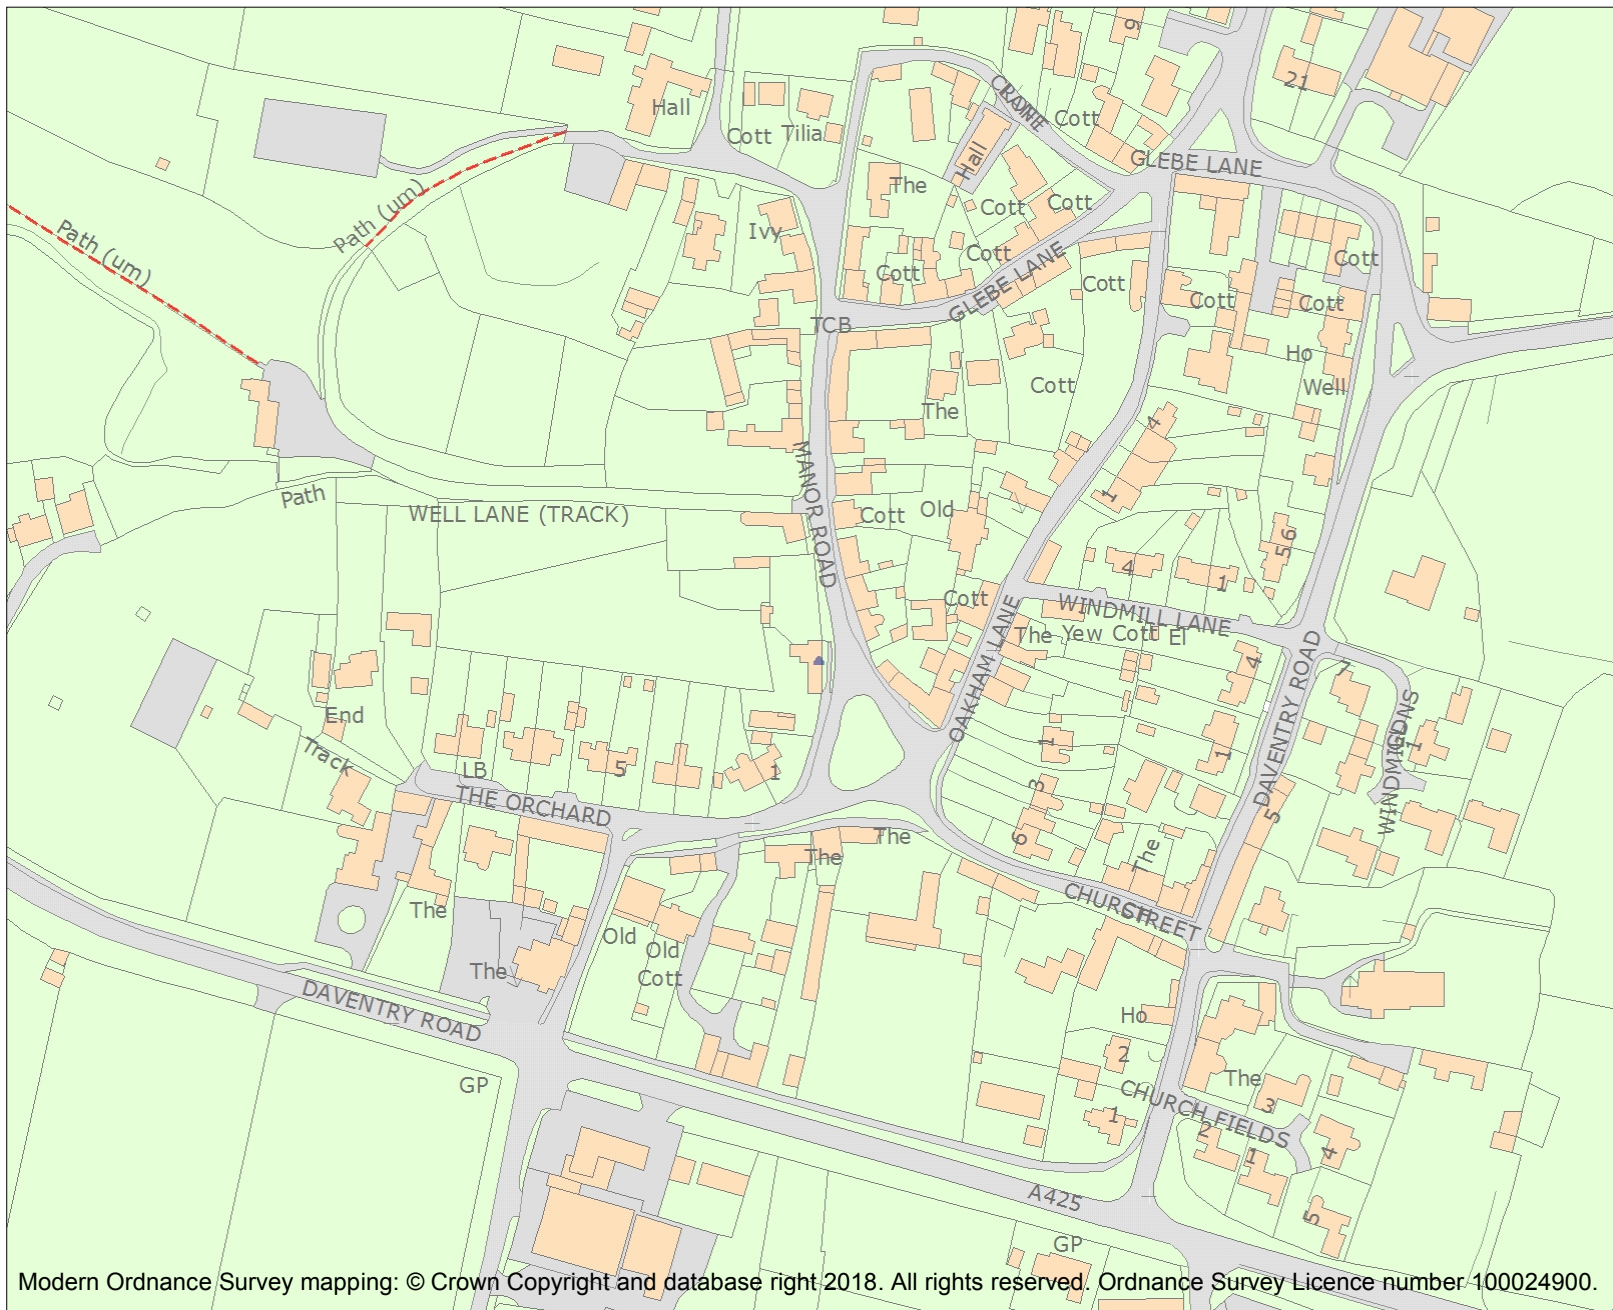 9
21
Hall
Cott
Tilia
CRANE
LANE
Cott
GLEBE LANE
Hall
The
Path (um)
Path (um)
Cott
Cott
Ivy
Cott
Cott
GLEBE LANE
Cott
Cott
Cott
Cott
TCB
Ho
Well
Cott
The
4
MANOR ROAD
1
Path
WELL LANE (TRACK)
Cott
Old
56
4
1
Cott
WINDMILL LANE
The
Yew Cott
El
OAKHAM LANE
4
7
DAVENTRY ROAD
WINDMILL
GDNS
1
1
1
End
Track
LB
5
1
THE ORCHARD
3
6
5
The
The
The
The
CHURCH
STREET
Old
Old
Cott
The
DAVENTRY ROAD
Ho
2
GP
The
CHURCH FIELDS
3
1
2
1
4
5
A425
GP
Modern Ordnance Survey mapping: © Crown Copyright and database right 2018. All rights reserved. Ordnance Survey Licence number 100024900.